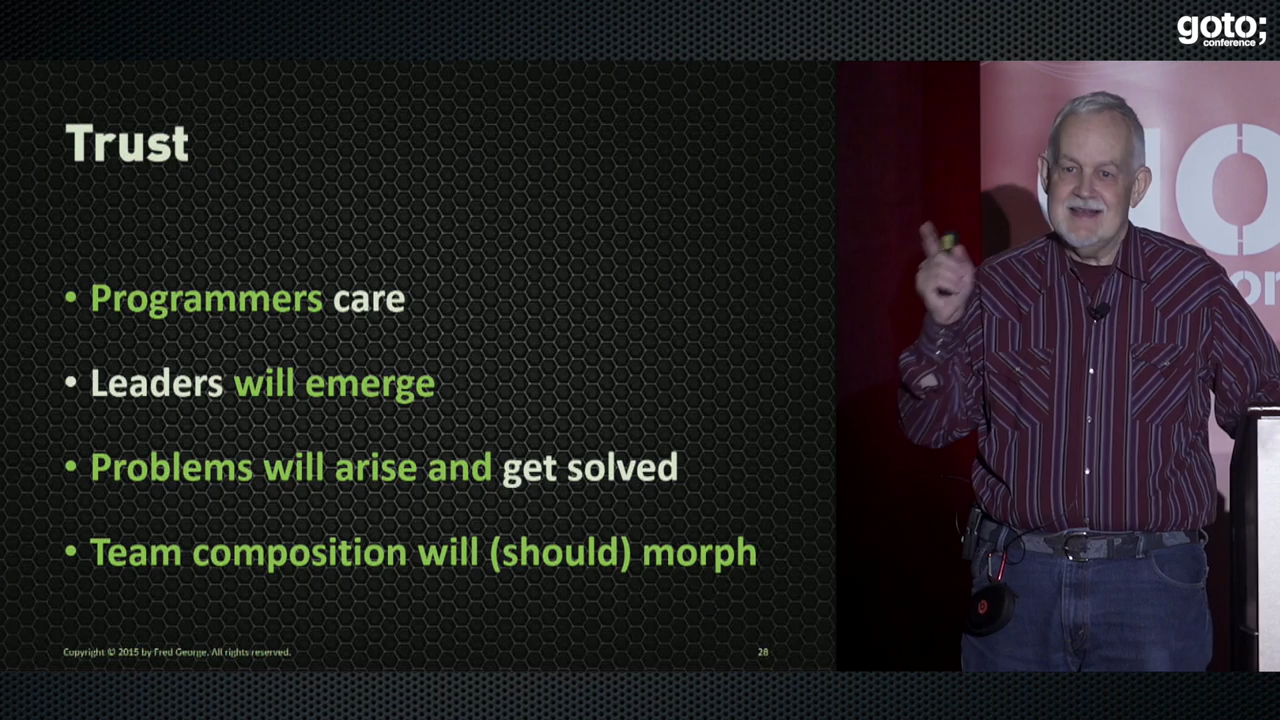 goto;
conference
Trust
• Programmers care
• Leaders will emerge
• Problems will arise and get solved
• Team composition will (should) morph
Copyright © 2015 by Fred George. All rights reserved.
28